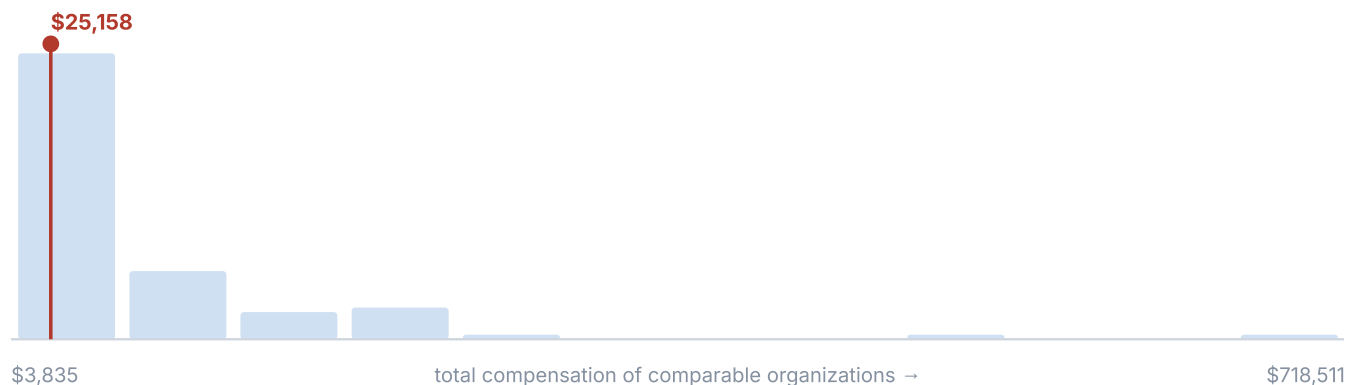 $25,158
$3,835 total compensation of comparable organizations → $718,511